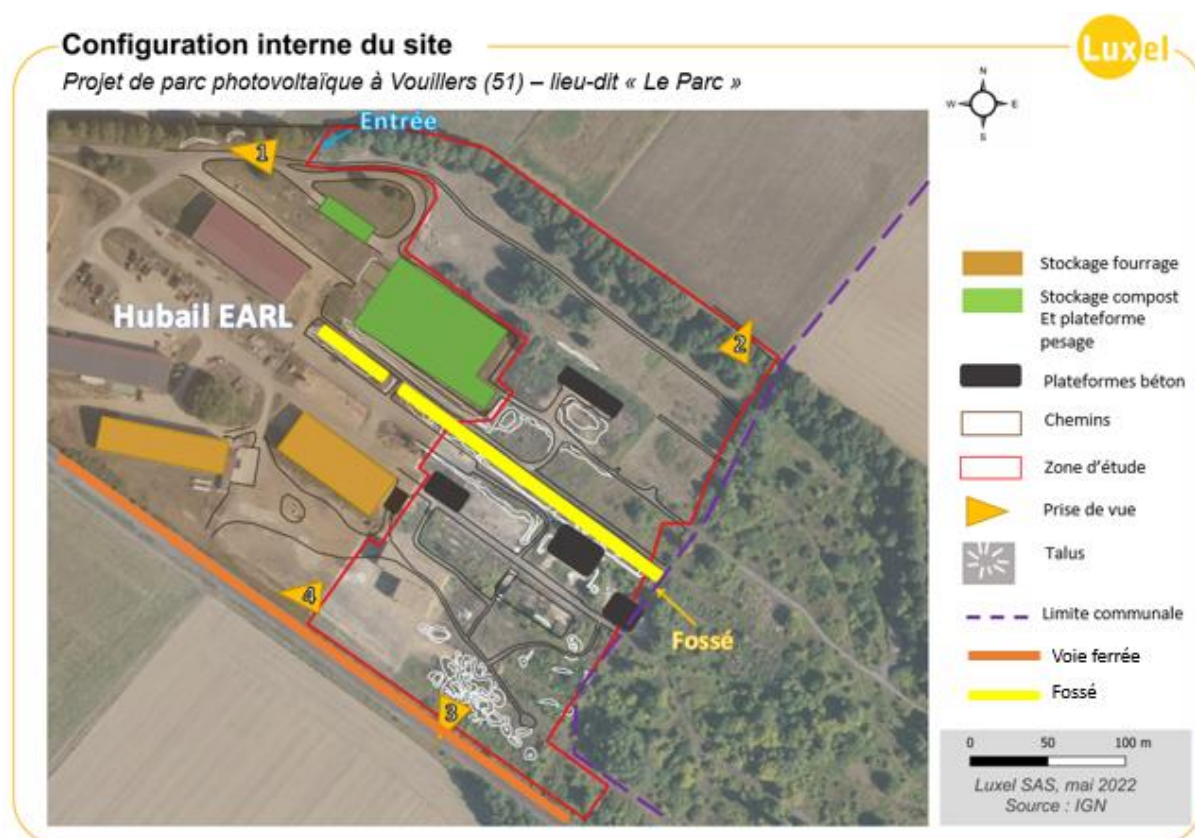 Configuration interne du site
Luxel
Projet de parc photovoltaïque à Vouillers (51) – lieu-dit « Le Parc »
N
W
E
S
Entrée
1
2
Hubail EARL
4
3
Fossé
Stockage fourrage
Stockage compost
Et plateforme
pesage
Plateformes béton
Chemins
Zone d'étude
Prise de vue
Talus
Limite communale
Voie ferrée
Fossé
0 50 100 m
Luxel SAS, mai 2022
Source : IGN